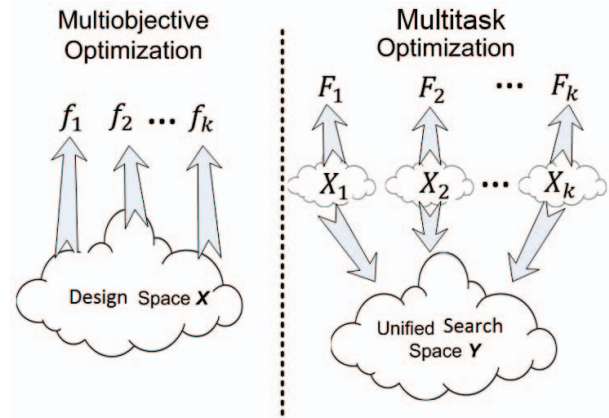 Multiobjective
Optimization
f₁ f₂ ••• fₖ
Design Space X
Multitask
Optimization
F₁ F₂ ••• Fₖ
X₁ X₂ ••• Xₖ
Unified Search
Space Y